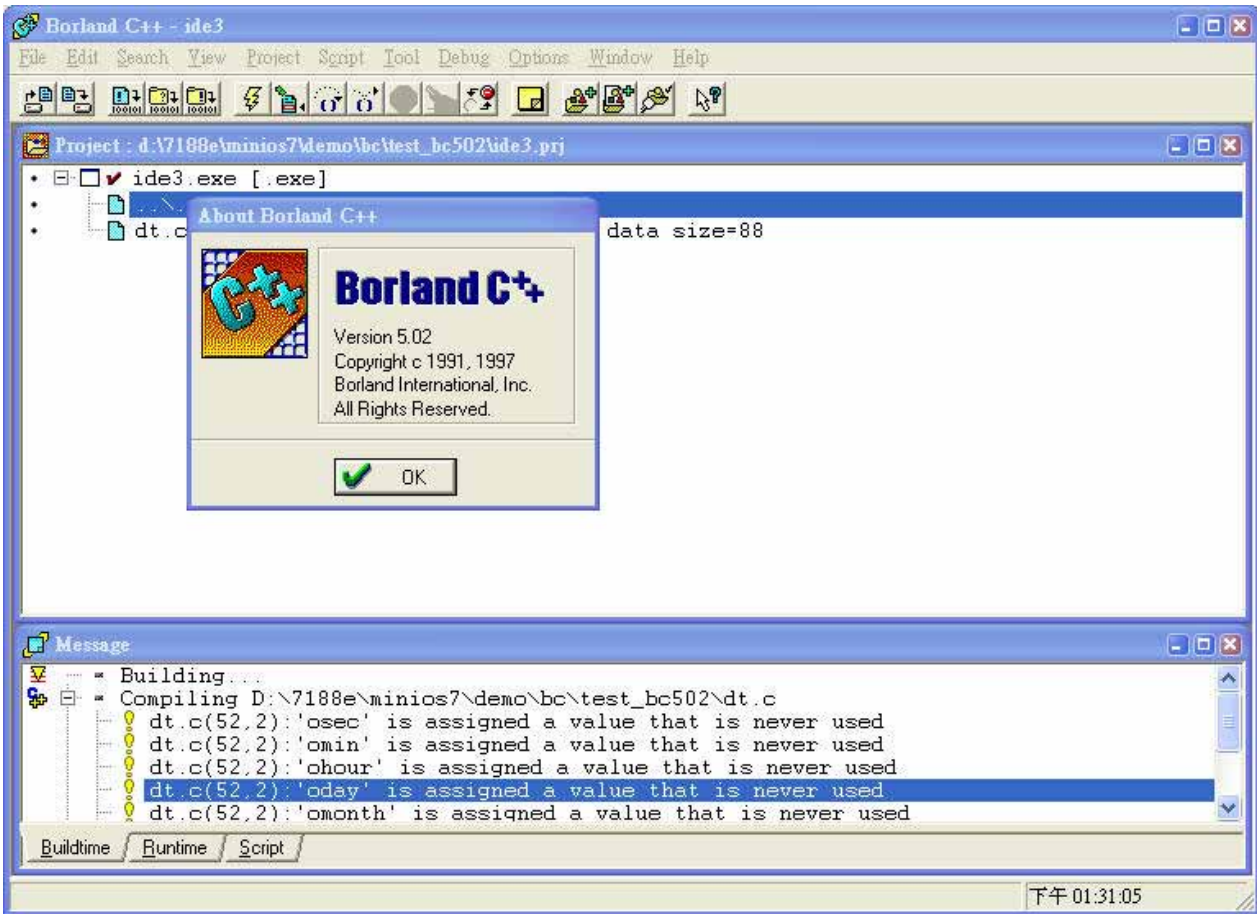 Borland C++ - ide3
File Edit Search View Project Script Tool Debug Options Window Help
Project : d:\7188e\minios7\demo\bc\test_bc502\ide3.prj
ide3.exe [.exe]
..\.
dt.c
data size=88
About Borland C++
C++
Borland C++
Version 5.02
Copyright c 1991, 1997
Borland International, Inc.
All Rights Reserved.
OK
Message
Building...
Compiling D:\7188e\minios7\demo\bc\test_bc502\dt.c
dt.c(52,2):'osec' is assigned a value that is never used
dt.c(52,2):'omin' is assigned a value that is never used
dt.c(52,2):'ohour' is assigned a value that is never used
dt.c(52,2):'oday' is assigned a value that is never used
dt.c(52,2):'omonth' is assigned a value that is never used
Buildtime Runtime Script
下午 01:31:05